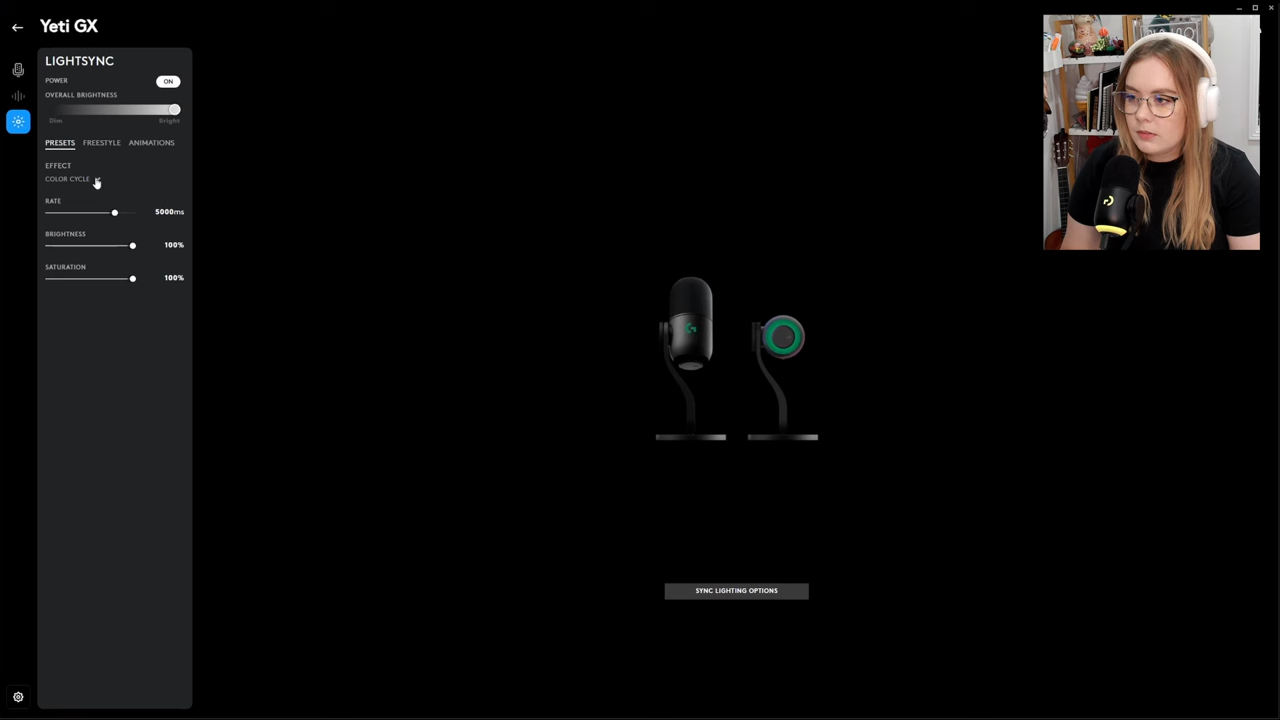 Yeti GX
LIGHTSYNC
POWER
ON
OVERALL BRIGHTNESS
Dim
Bright
PRESETS
FREESTYLE
ANIMATIONS
EFFECT
COLOR CYCLE
RATE
5000ms
BRIGHTNESS
100%
SATURATION
100%
SYNC LIGHTING OPTIONS